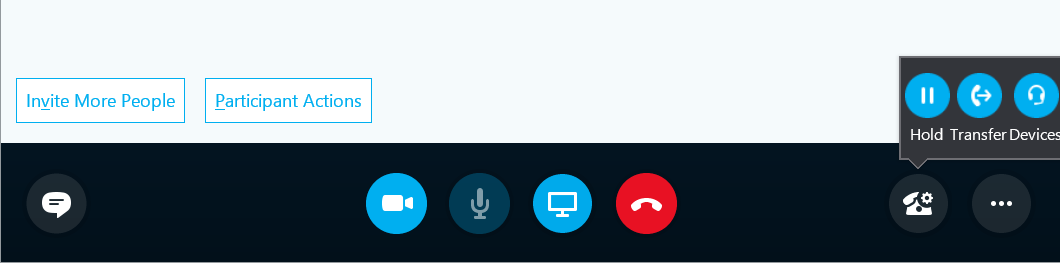 Invite More People
Participant Actions
Hold Transfer Devices